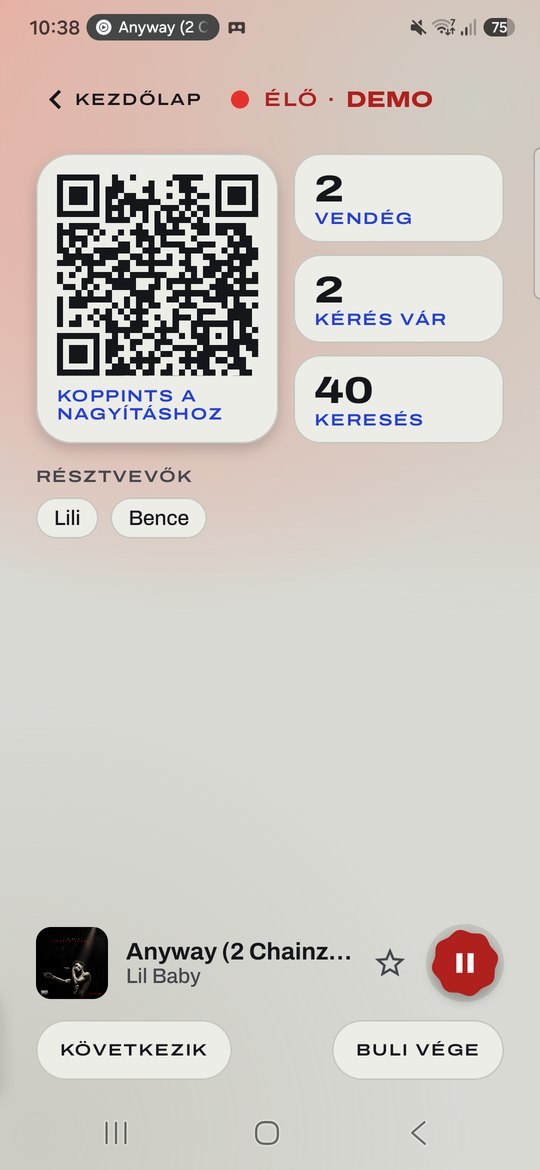 10:38 Anyway (2 C 75
KEZDŐLAP ÉLŐ · DEMO
2
VENDÉG
2
KÉRÉS VÁR
40
KERESÉS
KOPPINTS A
NAGYÍTÁSHOZ
RÉSZTVEVŐK
Lili Bence
Anyway (2 Chainz...
Lil Baby
KÖVETKEZIK BULI VÉGE